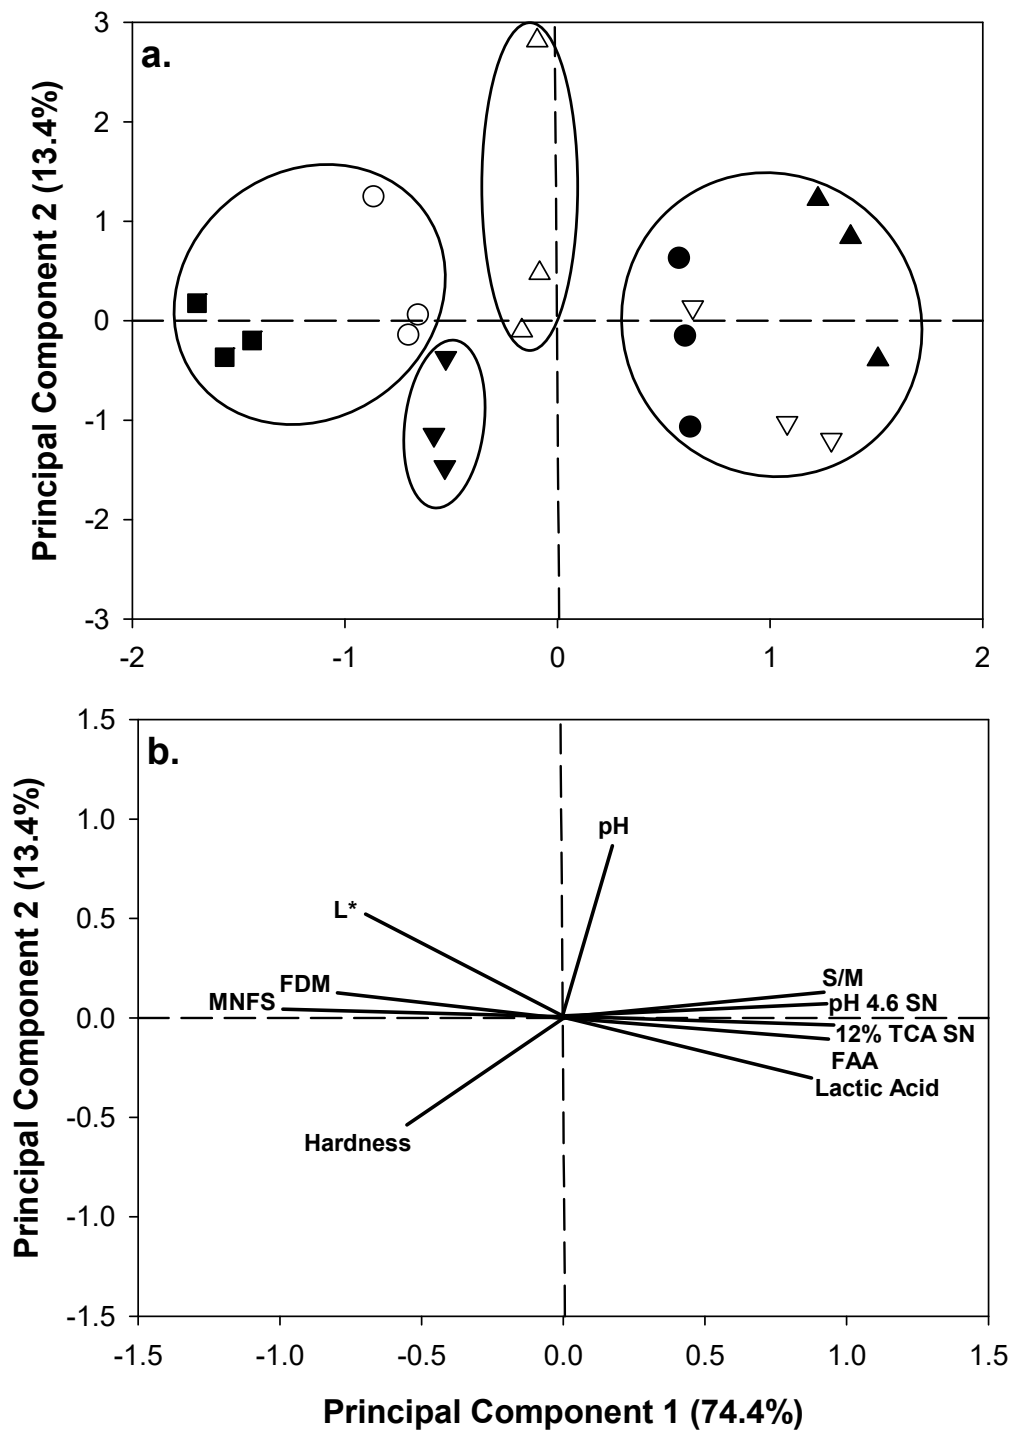 a.
Principal Component 2 (13.4%)
3
2
1
0
-1
-2
-3
-2 -1 0 1 2
b.
Principal Component 2 (13.4%)
1.5
1.0
0.5
0.0
-0.5
-1.0
-1.5
pH
L*
FDM
MNFS
Hardness
S/M
pH 4.6 SN
12% TCA SN
FAA
Lactic Acid
-1.5 -1.0 -0.5 0.0 0.5 1.0 1.5
Principal Component 1 (74.4%)